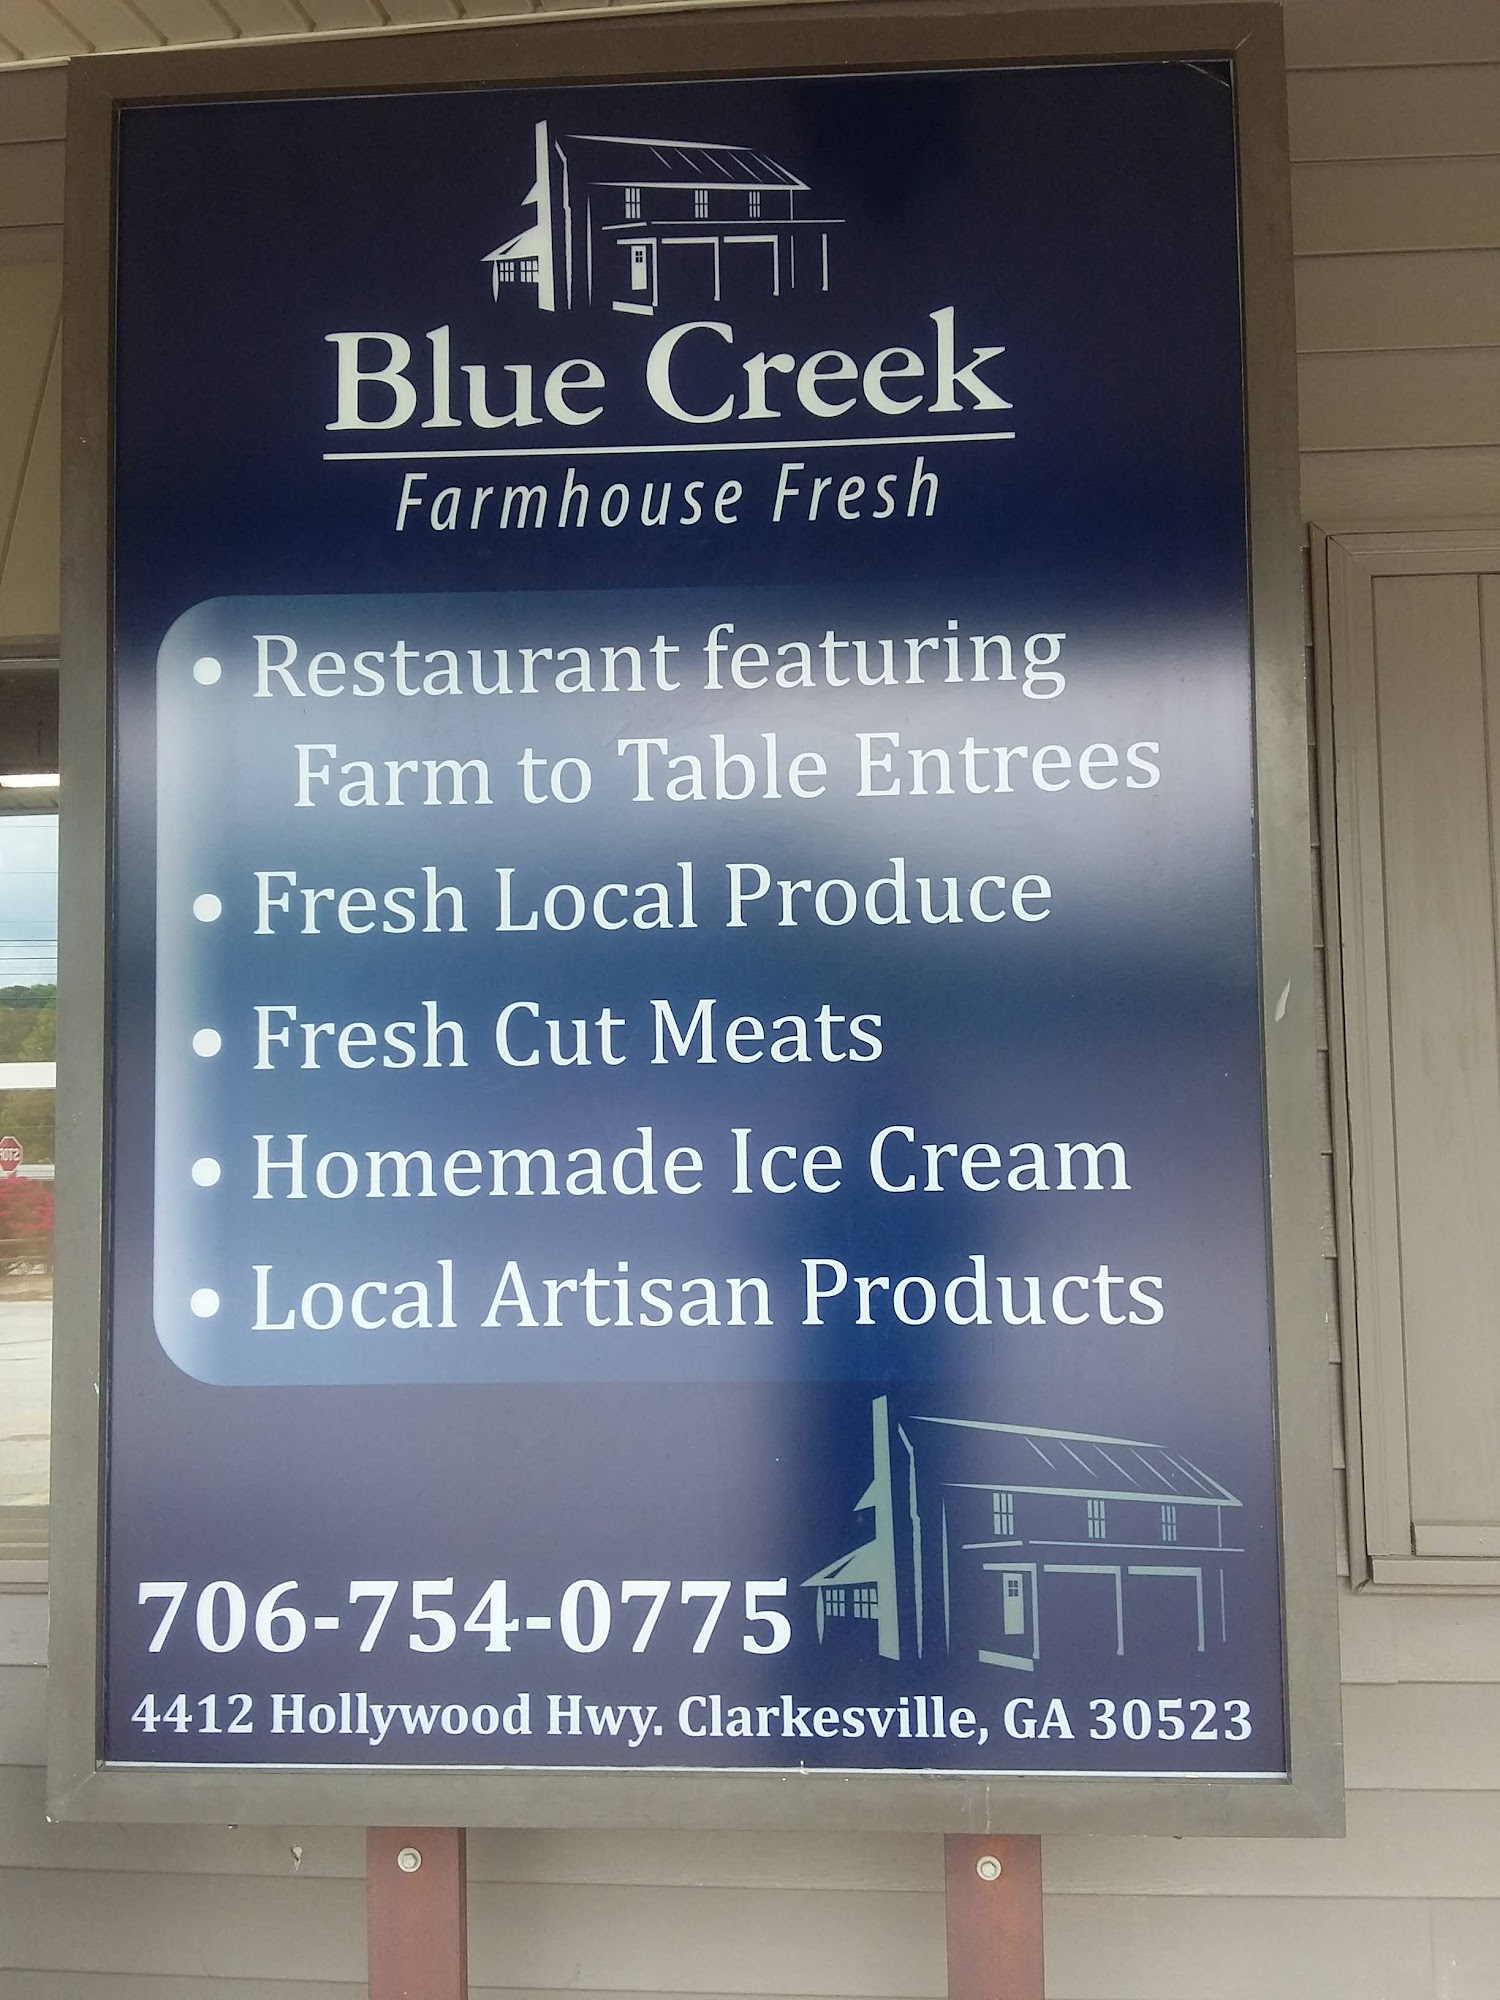 Blue Creek
Farmhouse Fresh
• Restaurant featuring
Farm to Table Entrees
• Fresh Local Produce
• Fresh Cut Meats
• Homemade Ice Cream
• Local Artisan Products
706-754-0775
4412 Hollywood Hwy. Clarkesville, GA 30523
STOP